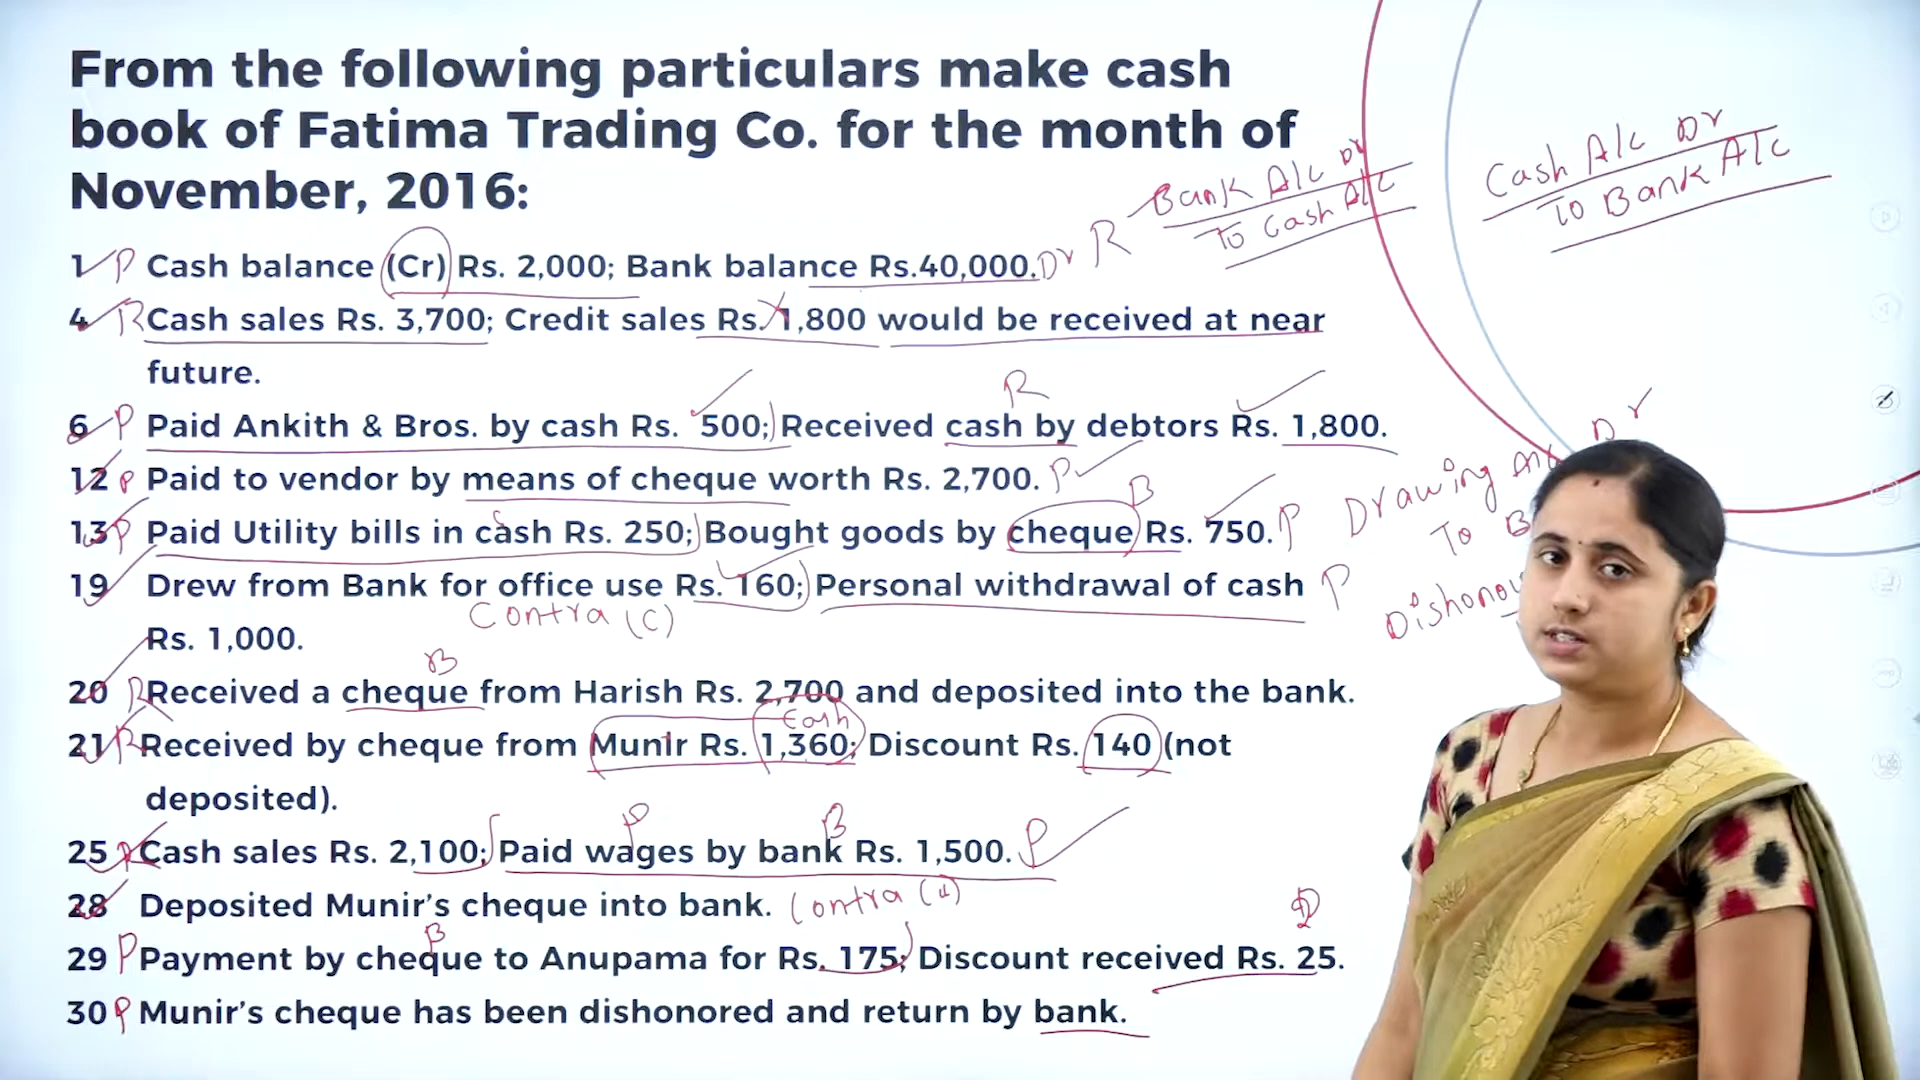 From the following particulars make cash
book of Fatima Trading Co. for the month of
November, 2016:
Bank A/c Dr
To Cash A/c
Cash A/c Dr
To Bank A/c
1 P Cash balance (Cr) Rs. 2,000; Bank balance Rs.40,000. Dr R
4 R Cash sales Rs. 3,700; Credit sales Rs. 1,800 would be received at near
future.
R
6 P Paid Ankith & Bros. by cash Rs. 500; Received cash by debtors Rs. 1,800.
12 P Paid to vendor by means of cheque worth Rs. 2,700. P
B
13 P Paid Utility bills in cash Rs. 250; Bought goods by cheque Rs. 750. P
Drawing A/c Dr
To B
19 Drew from Bank for office use Rs. 160; Personal withdrawal of cash P
Contra (C)
Rs. 1,000.
B
20 R Received a cheque from Harish Rs. 2,700 and deposited into the bank.
Cash
21 R Received by cheque from Munir Rs. 1,360; Discount Rs. 140 (not
deposited).
P B
25 R Cash sales Rs. 2,100; Paid wages by bank Rs. 1,500. P
28 Deposited Munir's cheque into bank. Contra
B
29 P Payment by cheque to Anupama for Rs. 175; Discount received Rs. 25.
30 P Munir's cheque has been dishonored and return by bank.